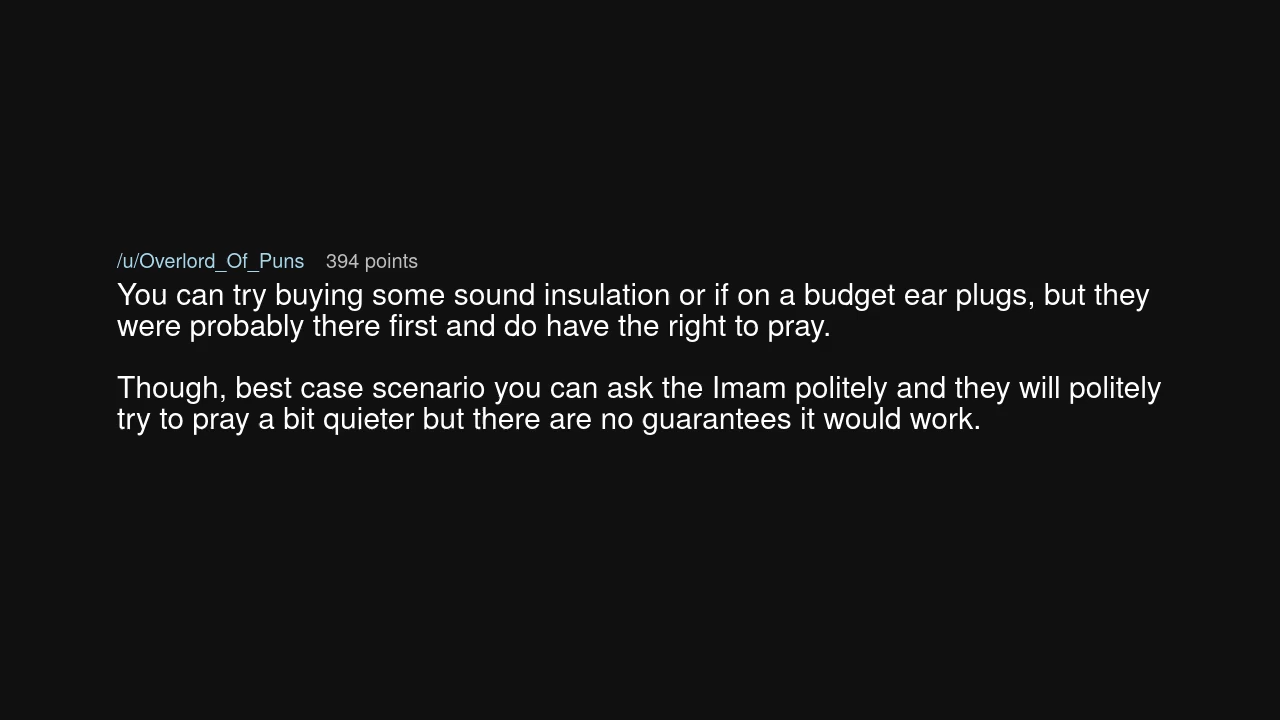 /u/Overlord_Of_Puns 394 points
You can try buying some sound insulation or if on a budget ear plugs, but they
were probably there first and do have the right to pray.
Though, best case scenario you can ask the Imam politely and they will politely
try to pray a bit quieter but there are no guarantees it would work.